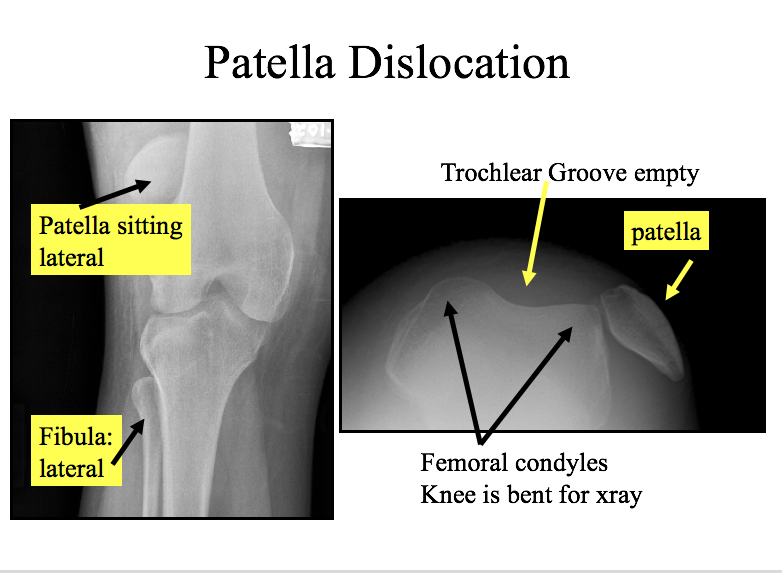 Patella Dislocation
Patella sitting
lateral
Fibula:
lateral
Trochlear Groove empty
patella
Femoral condyles
Knee is bent for xray